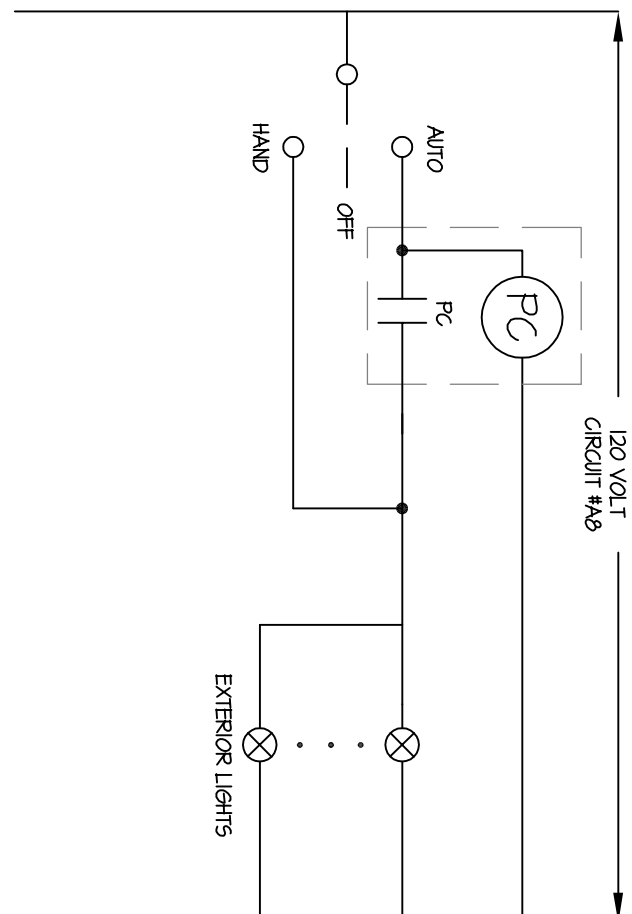 120 VOLT
CIRCUIT #A8
AUTO
PC
PC
OFF
HAND
EXTERIOR LIGHTS